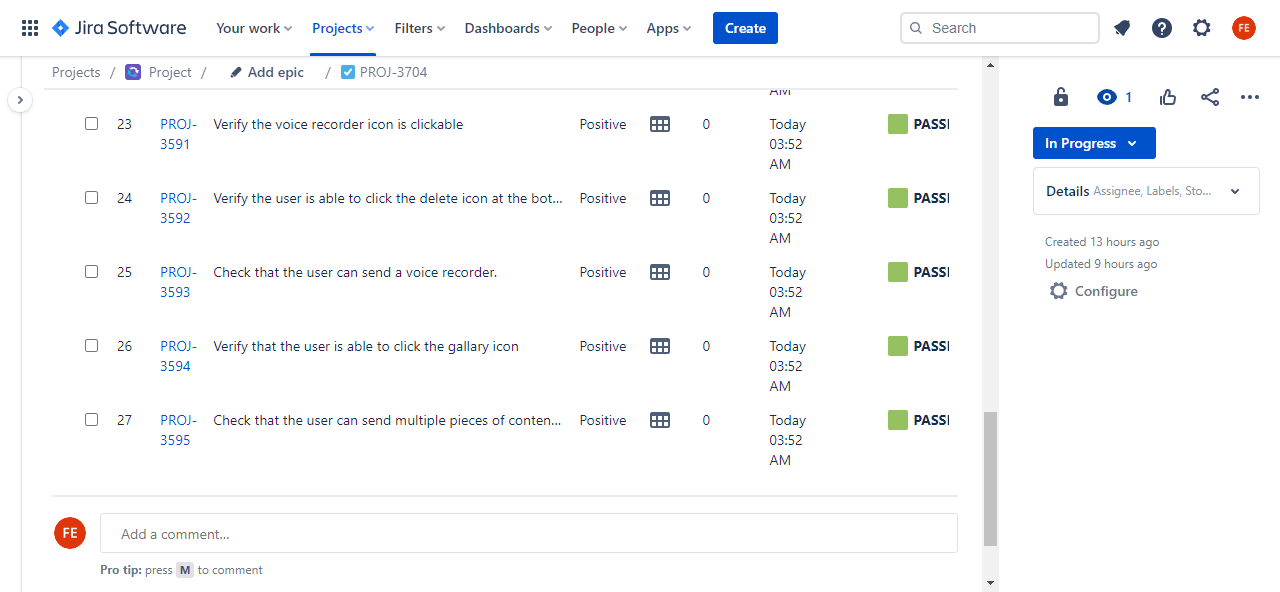 Jira Software
Your work Projects Filters Dashboards People Apps Create Search FE
Projects / Project / Add epic / PROJ-3704
AM
23 PROJ-3591 Verify the voice recorder icon is clickable Positive 0 Today 03:52 AM PASS
24 PROJ-3592 Verify the user is able to click the delete icon at the bot... Positive 0 Today 03:52 AM PASS
25 PROJ-3593 Check that the user can send a voice recorder. Positive 0 Today 03:52 AM PASS
26 PROJ-3594 Verify that the user is able to click the gallary icon Positive 0 Today 03:52 AM PASS
27 PROJ-3595 Check that the user can send multiple pieces of conten... Positive 0 Today 03:52 AM PASS
FE Add a comment...
Pro tip: press M to comment
1
In Progress
Details Assignee, Labels, Sto...
Created 13 hours ago
Updated 9 hours ago
Configure